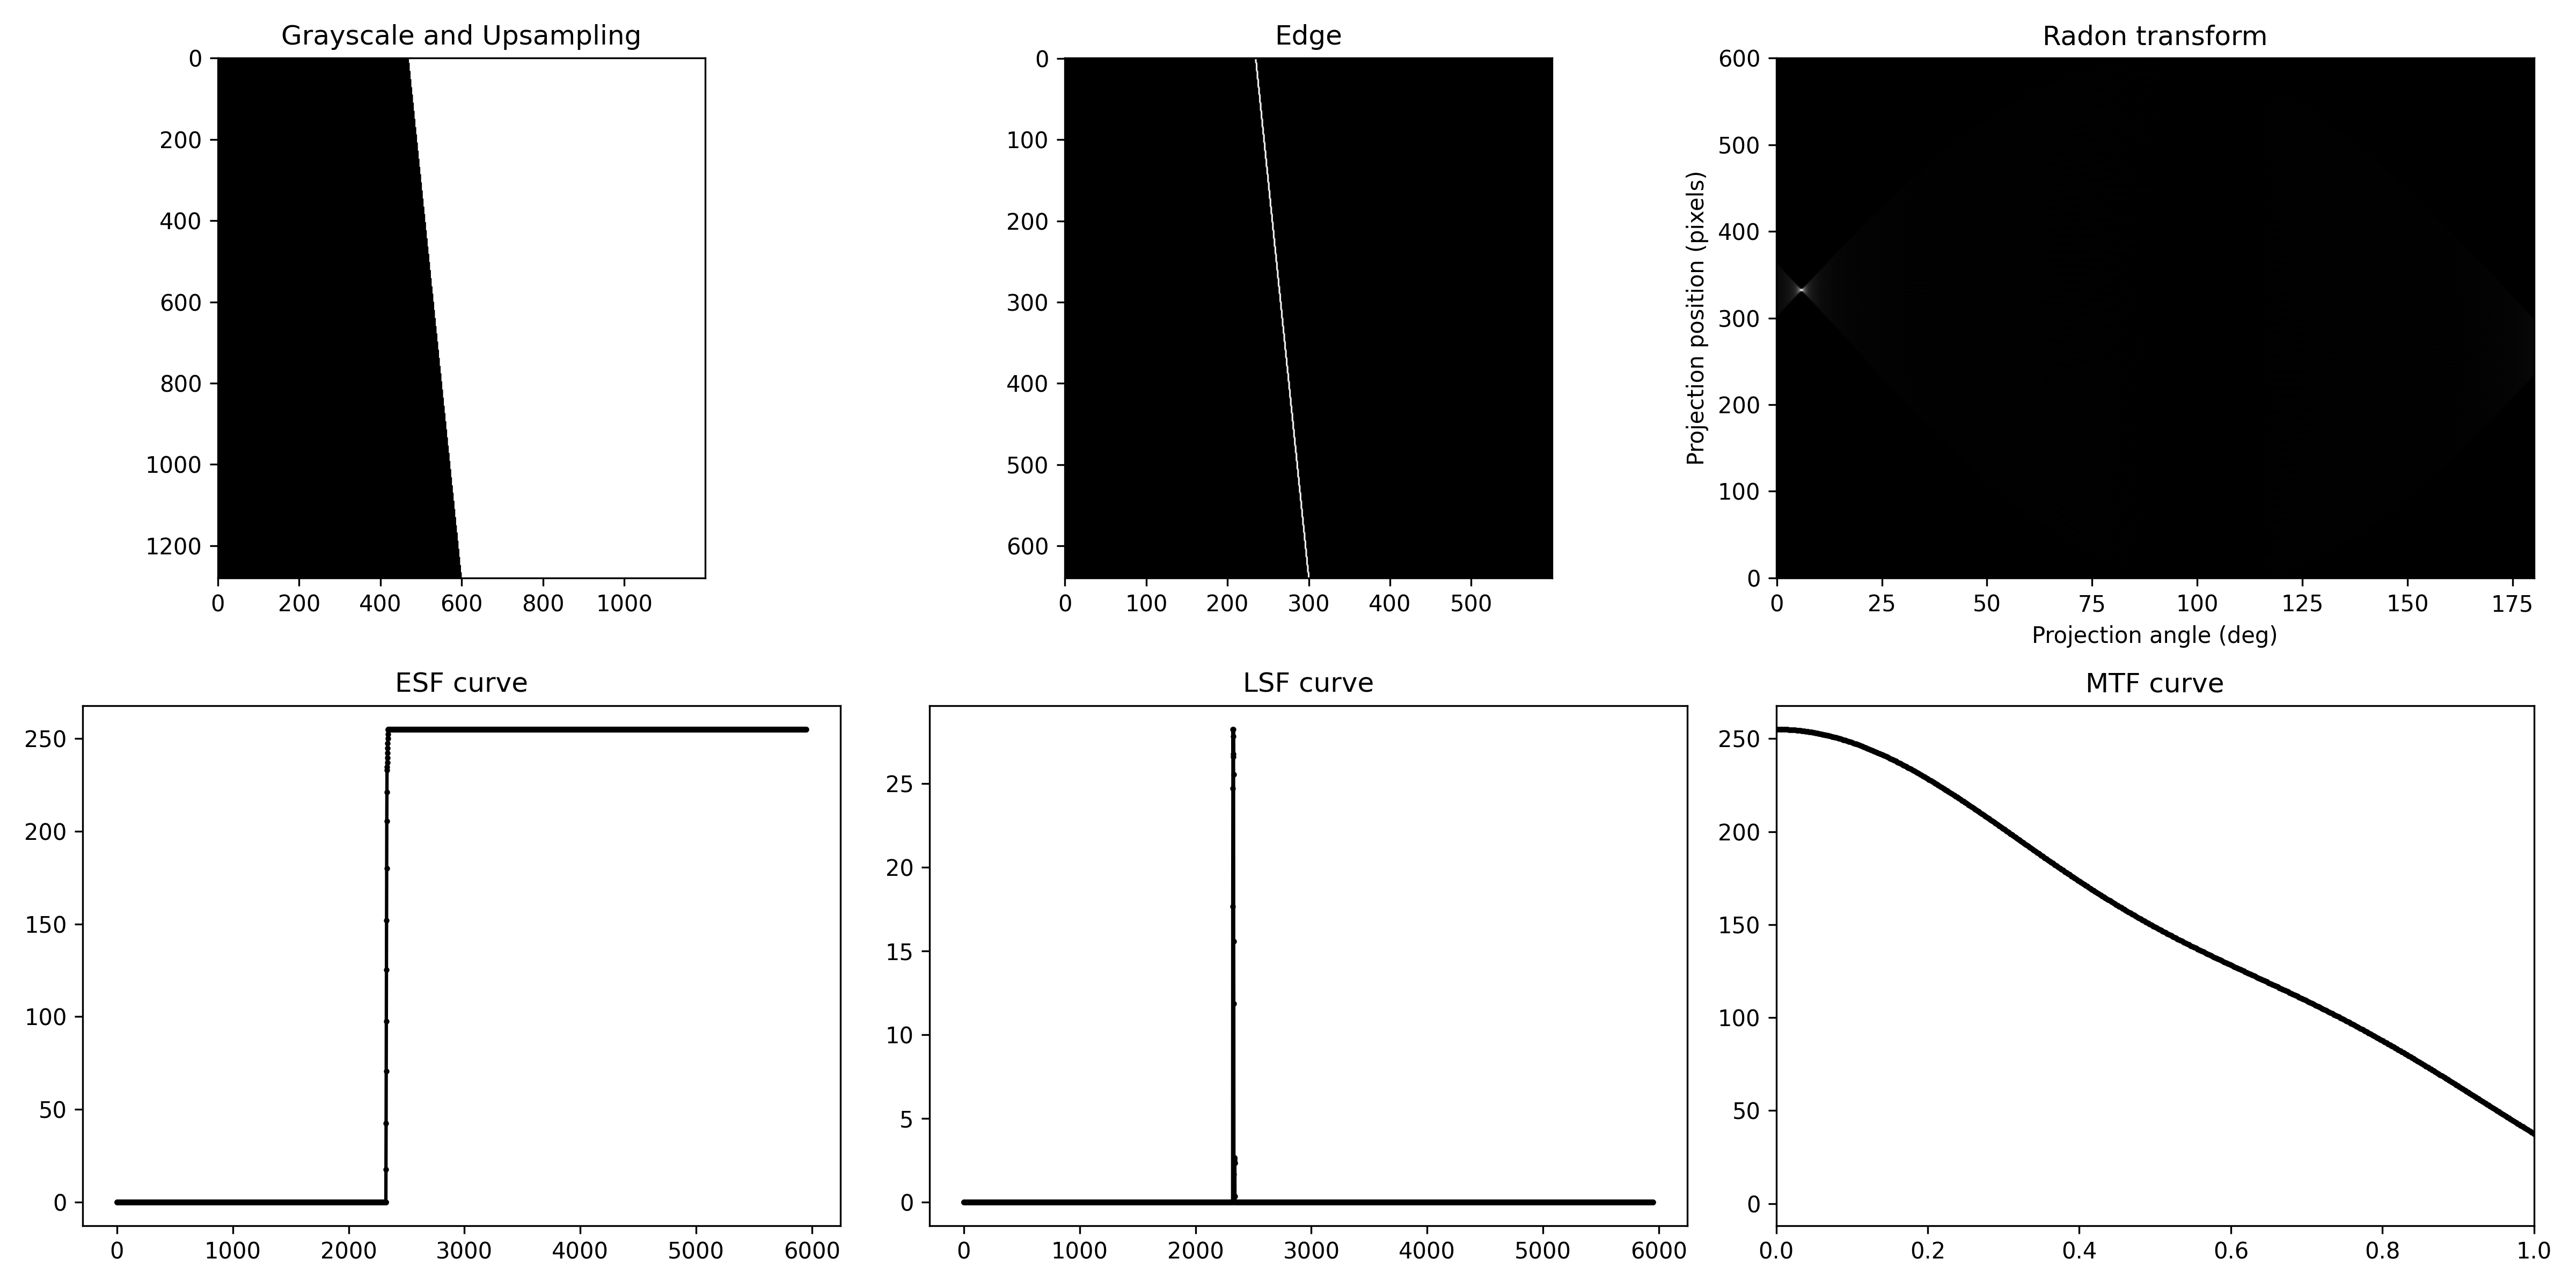 Grayscale and Upsampling
0
200
400
600
800
1000
1200
0 200 400 600 800 1000
Edge
0
100
200
300
400
500
600
0 100 200 300 400 500
Radon transform
Projection position (pixels)
600
500
400
300
200
100
0
0 25 50 75 100 125 150 175
Projection angle (deg)
ESF curve
250
200
150
100
50
0
0 1000 2000 3000 4000 5000 6000
LSF curve
25
20
15
10
5
0
0 1000 2000 3000 4000 5000 6000
MTF curve
250
200
150
100
50
0
0.0 0.2 0.4 0.6 0.8 1.0